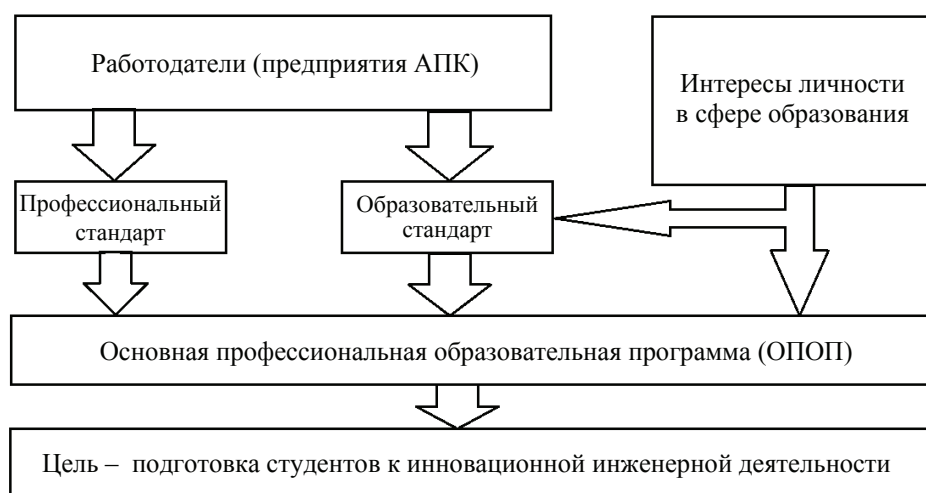 Работодатели (предприятия АПК)
Интересы личности
в сфере образования
Профессиональный
стандарт
Образовательный
стандарт
Основная профессиональная образовательная программа (ОПОП)
Цель – подготовка студентов к инновационной инженерной деятельности